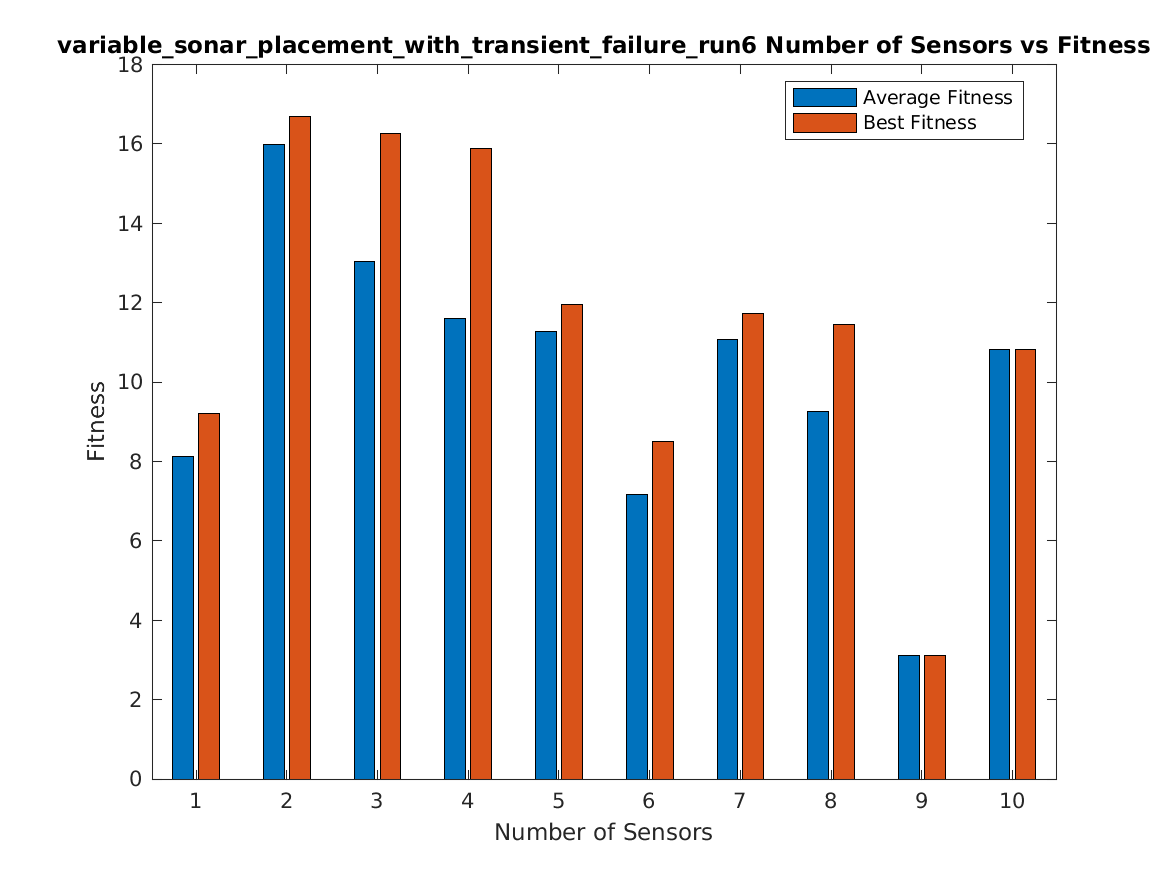 variable_sonar_placement_with_transient_failure_run6 Number of Sensors vs Fitness
18
16
14
12
10
8
6
4
2
0
Fitness
Average Fitness
Best Fitness
1 2 3 4 5 6 7 8 9 10
Number of Sensors